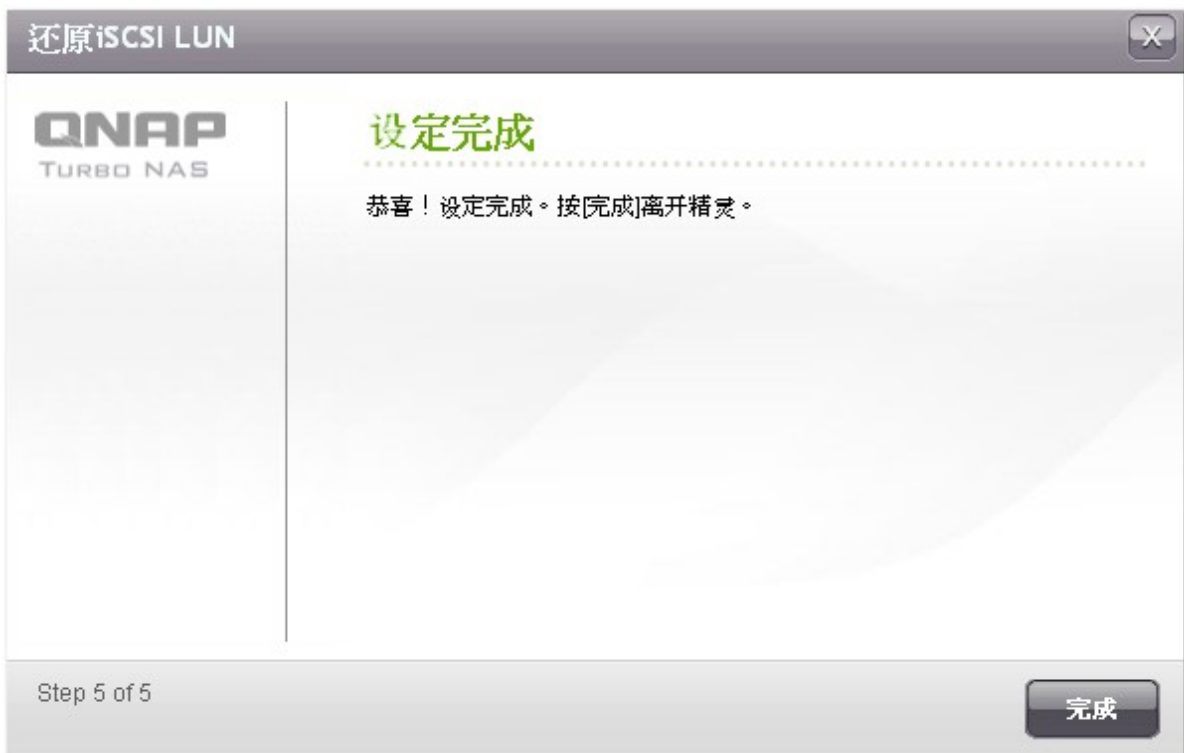 还原iSCSI LUN
X
QNAP
TURBO NAS
设定完成
恭喜！设定完成。按[完成]离开精灵。
Step 5 of 5
完成